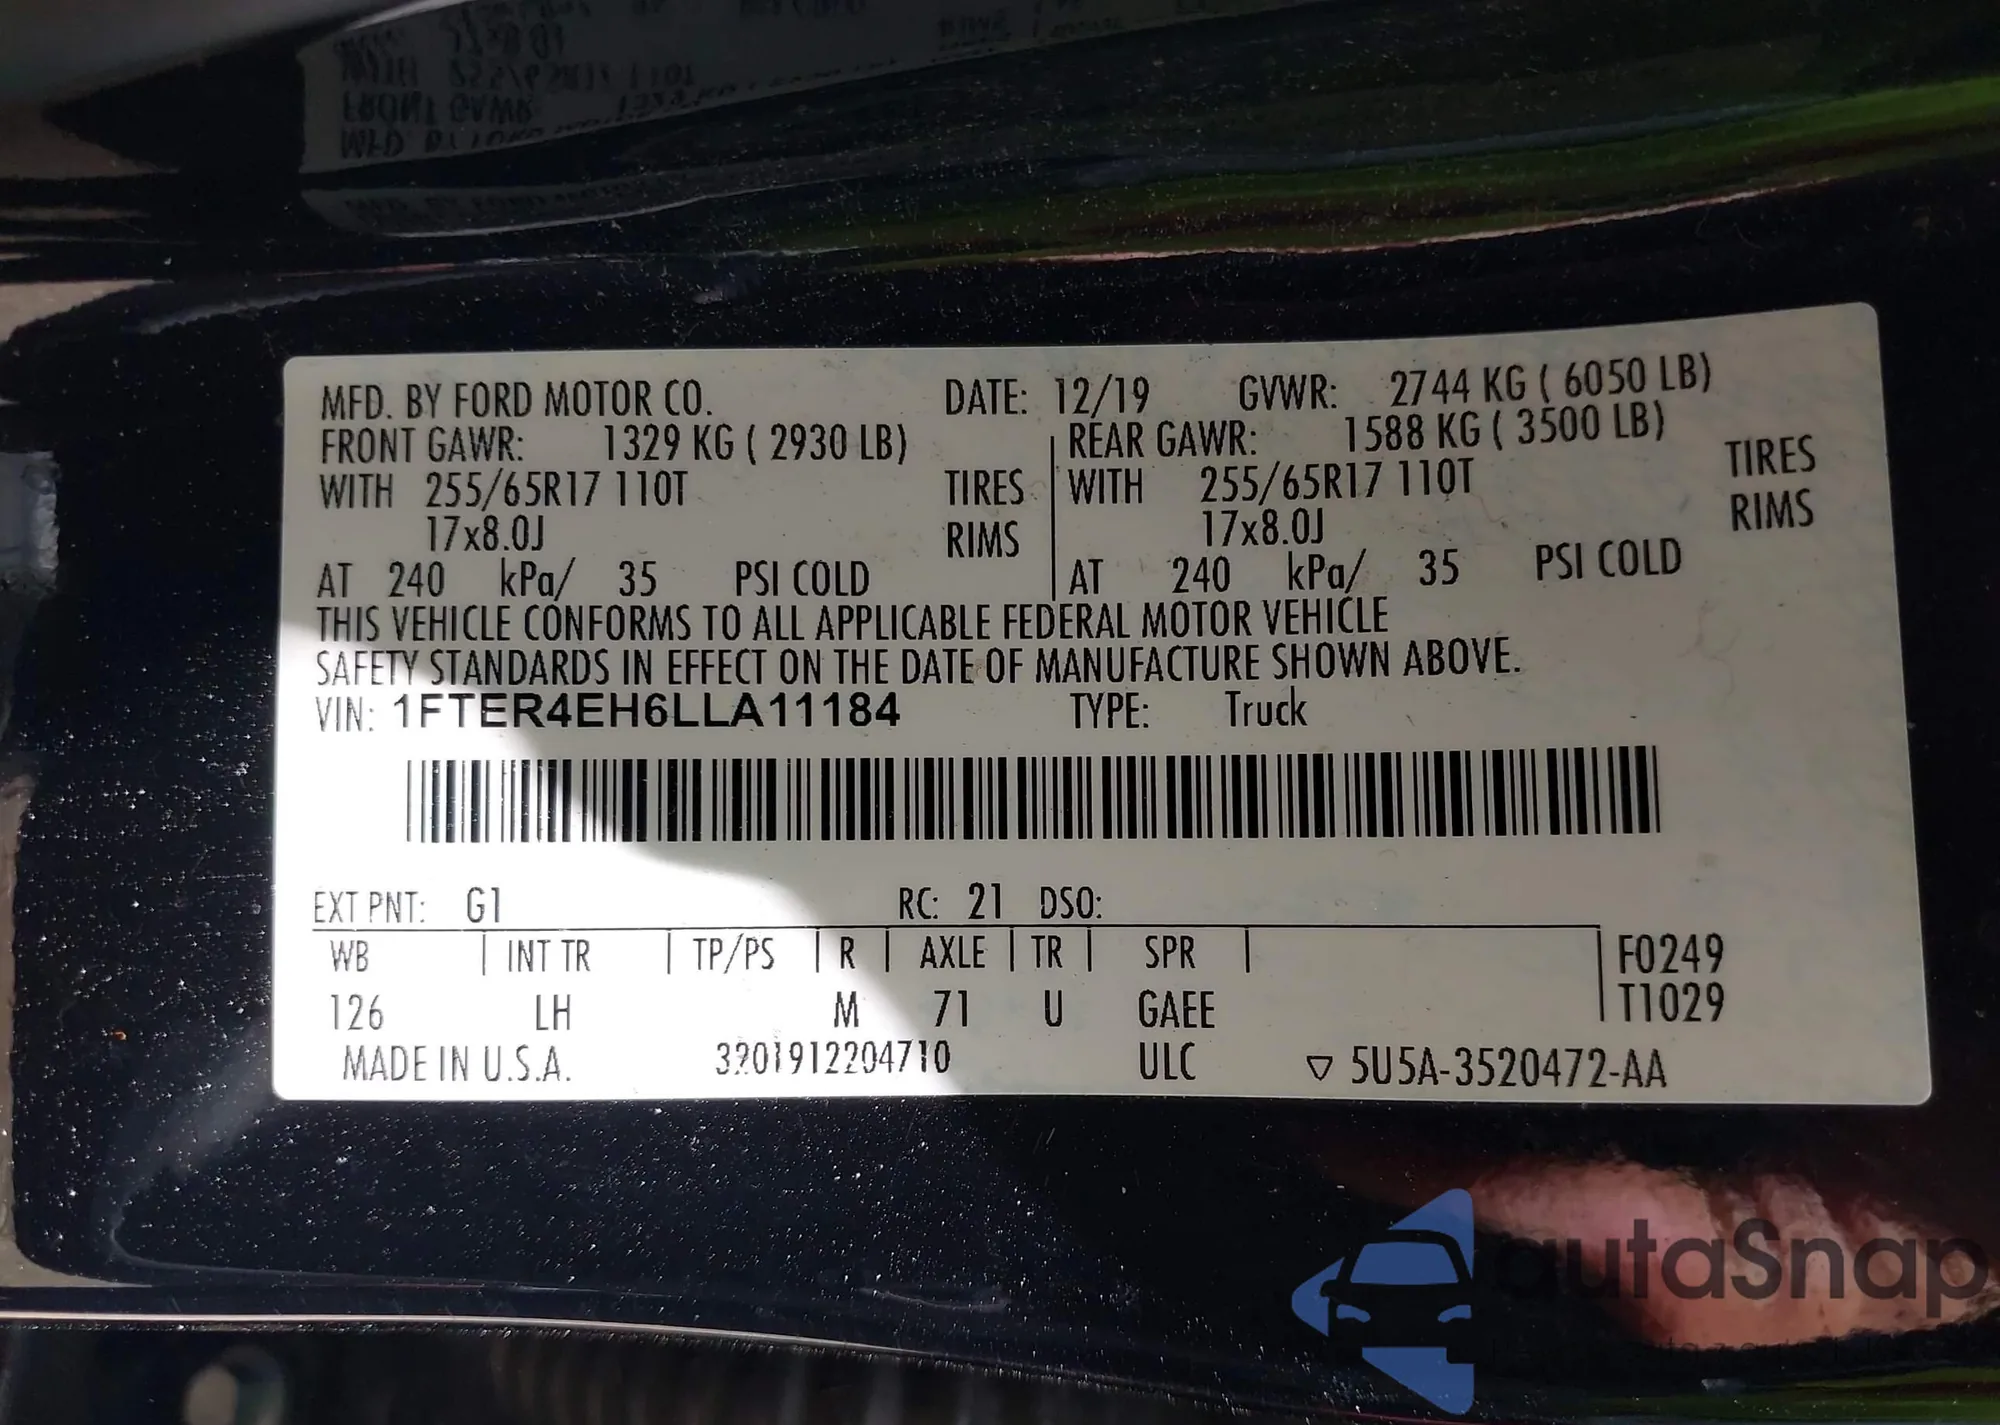 MFD. BY FORD MOTOR CO. DATE: 12/19 GVWR: 2744 KG ( 6050 LB)
FRONT GAWR: 1329 KG ( 2930 LB) REAR GAWR: 1588 KG ( 3500 LB)
WITH 255/65R17 110T TIRES WITH 255/65R17 110T TIRES
17x8.0J RIMS 17x8.0J RIMS
AT 240 kPa/ 35 PSI COLD AT 240 kPa/ 35 PSI COLD
THIS VEHICLE CONFORMS TO ALL APPLICABLE FEDERAL MOTOR VEHICLE
SAFETY STANDARDS IN EFFECT ON THE DATE OF MANUFACTURE SHOWN ABOVE.
VIN: 1FTER4EH6LLA11184 TYPE: Truck
EXT PNT: G1 RC: 21 DSO:
WB INT TR TP/PS R AXLE TR SPR F0249
126 LH M 71 U GAEE T1029
MADE IN U.S.A. 3201912204710 ULC ▽ 5U5A-3520472-AA
autaSnap